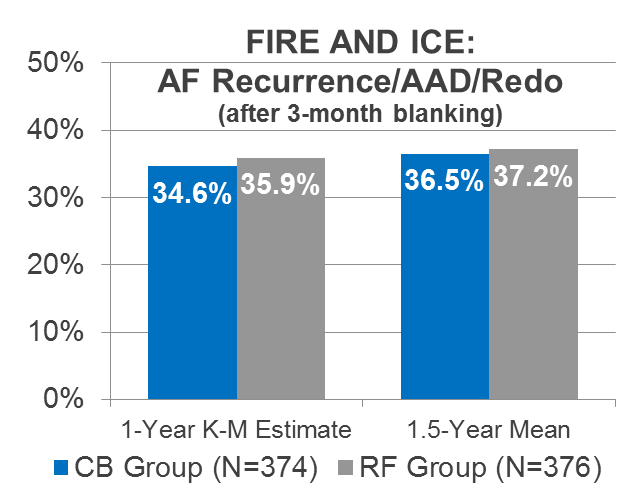 FIRE AND ICE:
AF Recurrence/AAD/Redo
(after 3-month blanking)
50%
40%
30%
20%
10%
0%
34.6%
35.9%
36.5%
37.2%
1-Year K-M Estimate
1.5-Year Mean
CB Group (N=374)
RF Group (N=376)